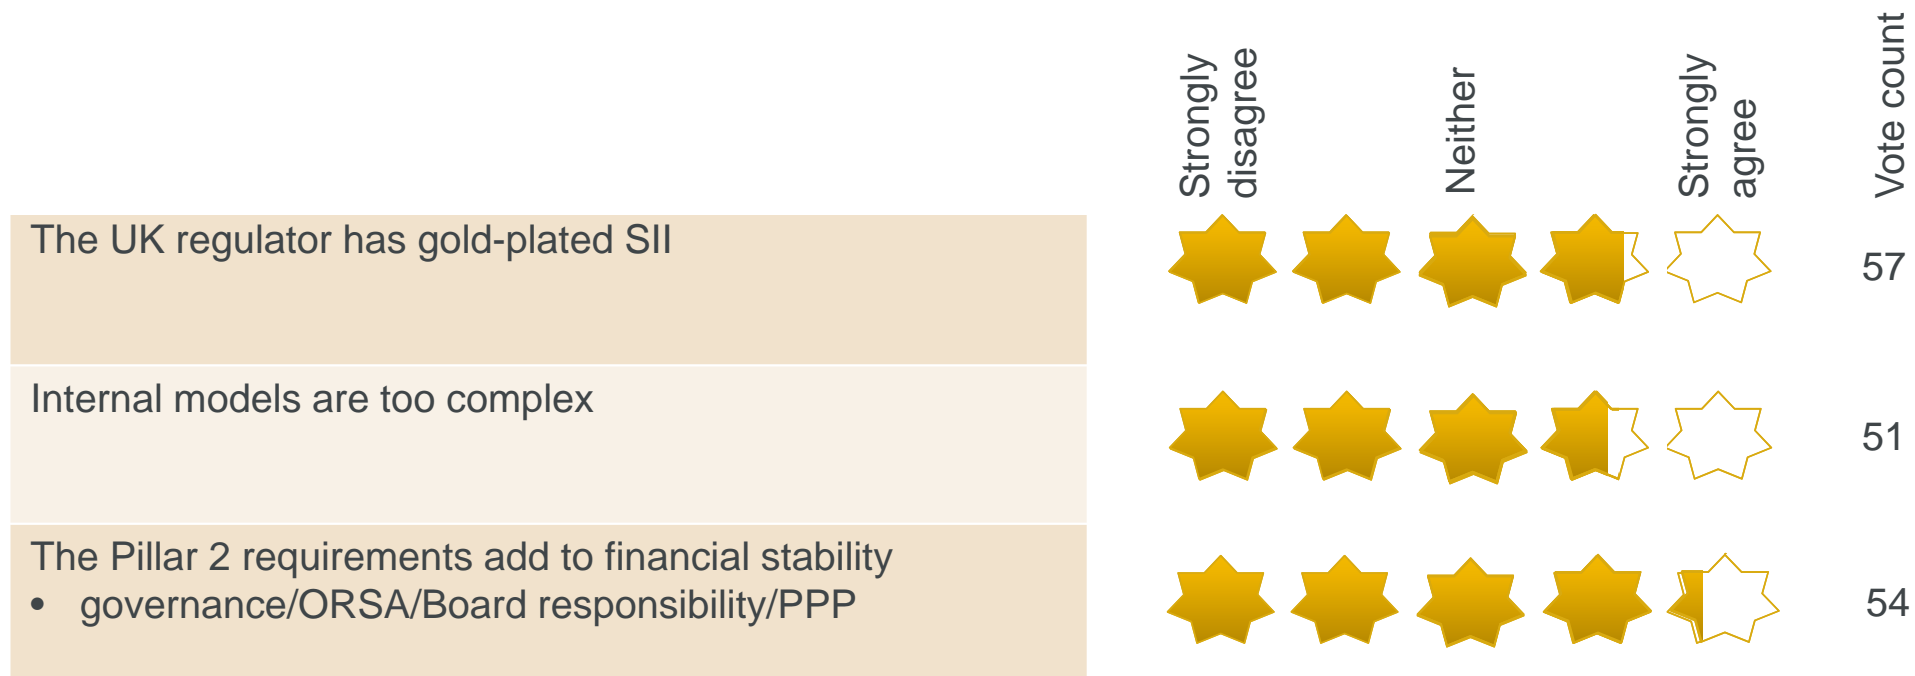 Strongly
disagree
Neither
Strongly
agree
Vote count
The UK regulator has gold-plated SII
57
Internal models are too complex
51
The Pillar 2 requirements add to financial stability
• governance/ORSA/Board responsibility/PPP
54